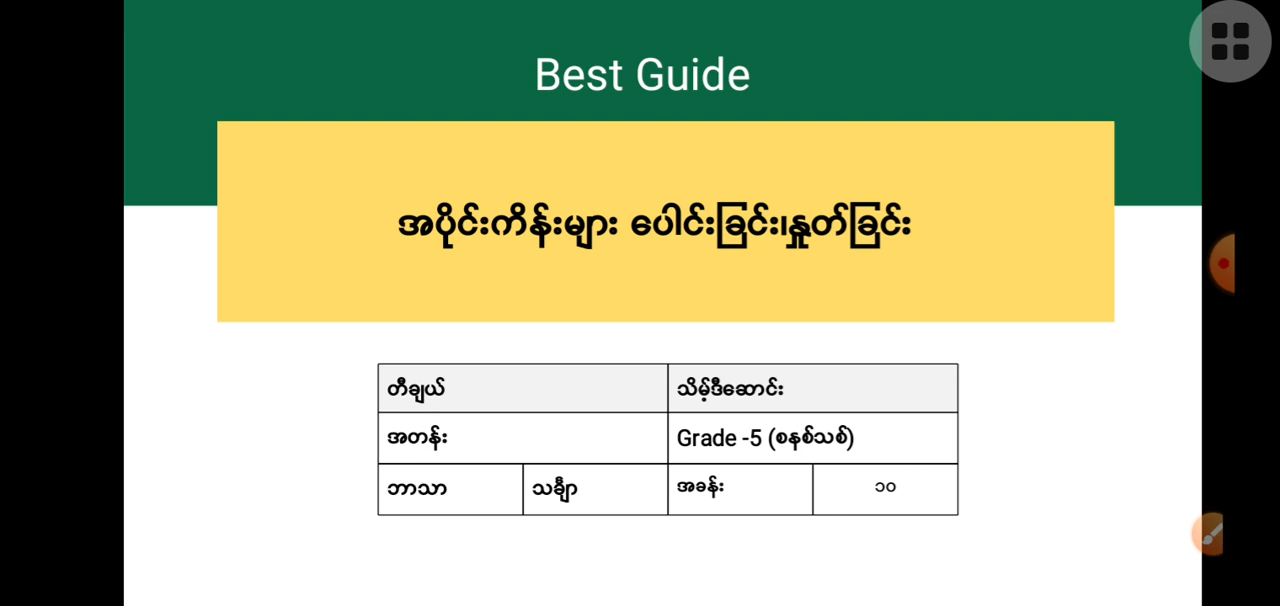 Best Guide
အပိုင်းကိန်းများ ပေါင်းခြင်း၊နှုတ်ခြင်း
တီချယ် သိမ့်ဒီဆောင်း
အတန်း Grade -5 (စနစ်သစ်)
ဘာသာ သင်္ချာ အခန်း ၁၀